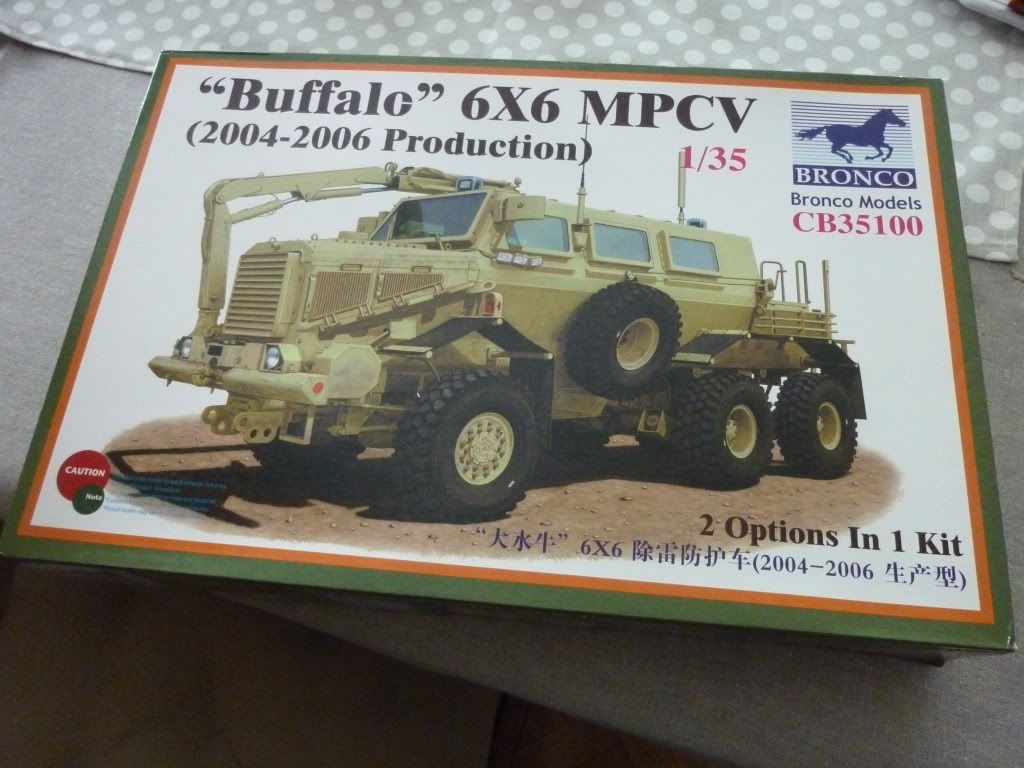 “Buffalo” 6X6 MPCV
(2004-2006 Production)
1/35
BRONCO
Bronco Models
CB35100
CAUTION
Note
2 Options In 1 Kit
“大水牛” 6X6 除雷防护车(2004-2006 生产型)